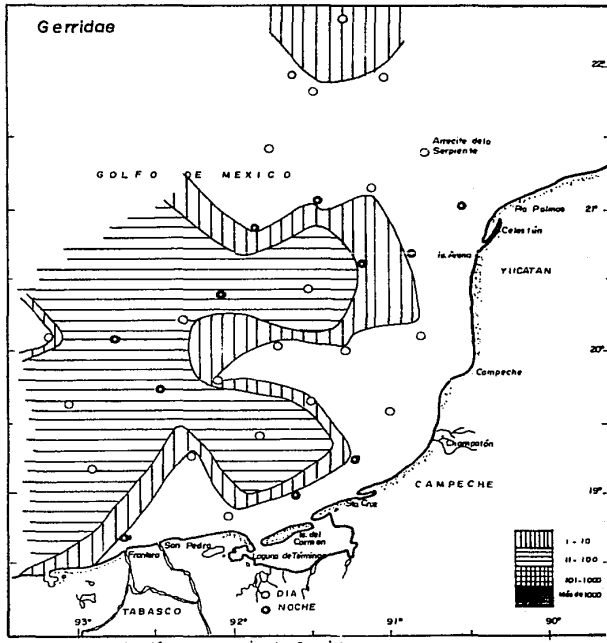 Gerridae
22°
Arrecife de la
Serpiente
GOLFO DE MEXICO
21°
Pta Palmas
Celestún
Is. Arena
YUCATAN
20°
Campeche
Champotón
CAMPECHE
19°
Sta Cruz
Is. del
Carmen
San Pedro
Frontera
Laguna de Términos
DIA
NOCHE
TABASCO
1 - 10
11 - 100
101 - 1000
Más de 1000
93°
92°
91°
90°